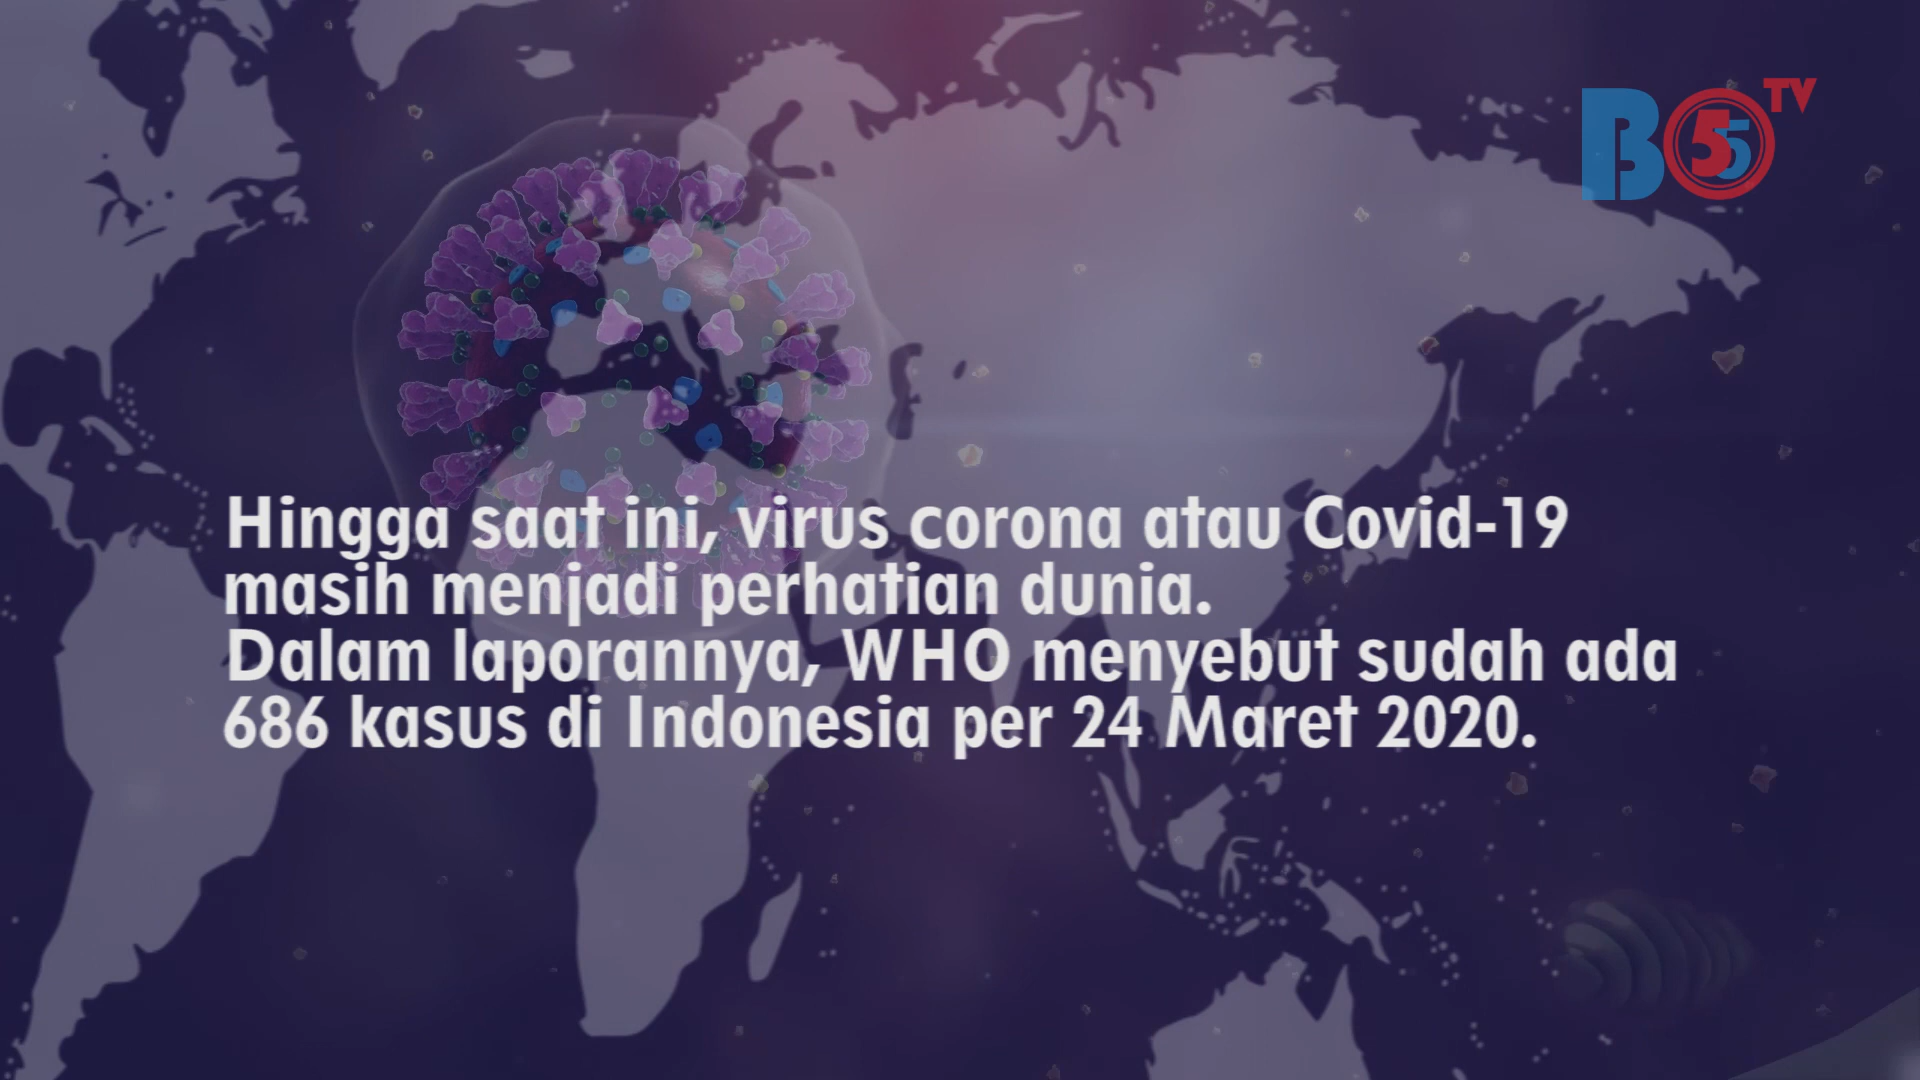 B55 TV
Hingga saat ini, virus corona atau Covid-19
masih menjadi perhatian dunia.
Dalam laporannya, WHO menyebut sudah ada
686 kasus di Indonesia per 24 Maret 2020.